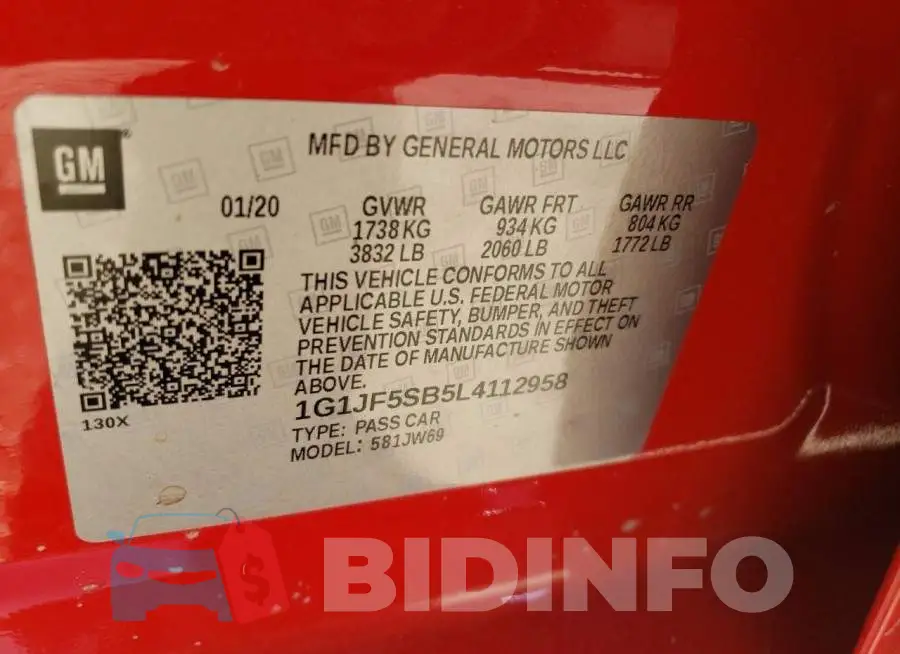 GM
MFD BY GENERAL MOTORS LLC
01/20 GVWR GAWR FRT GAWR RR
1738 KG 934 KG 804 KG
3832 LB 2060 LB 1772 LB
THIS VEHICLE CONFORMS TO ALL
APPLICABLE U.S. FEDERAL MOTOR
VEHICLE SAFETY, BUMPER, AND THEFT
PREVENTION STANDARDS IN EFFECT ON
THE DATE OF MANUFACTURE SHOWN
ABOVE.
1G1JF5SB5L4112958
130X
TYPE: PASS CAR
MODEL: 581JW69
$ BIDINFO